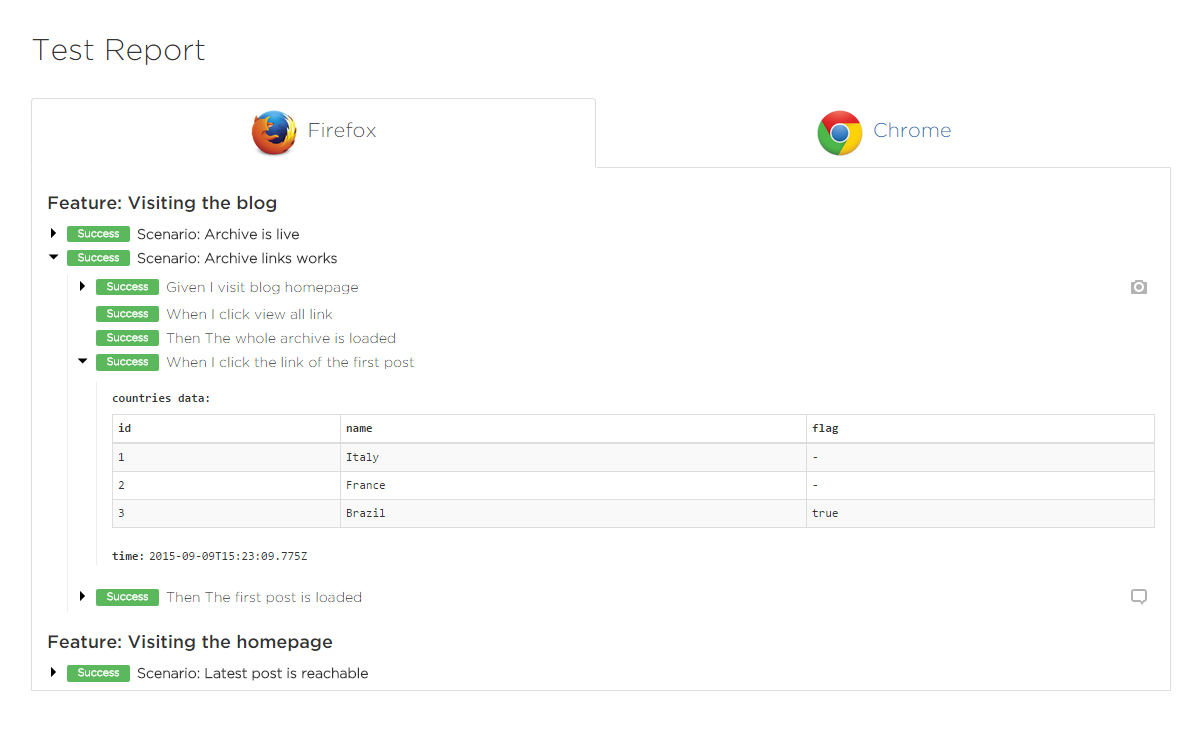 Test Report
Firefox
Chrome
Feature: Visiting the blog
Success Scenario: Archive is live
Success Scenario: Archive links works
Success Given I visit blog homepage
Success When I click view all link
Success Then The whole archive is loaded
Success When I click the link of the first post
countries data:
id name flag
1 Italy -
2 France -
3 Brazil true
time: 2015-09-09T15:23:09.775Z
Success Then The first post is loaded
Feature: Visiting the homepage
Success Scenario: Latest post is reachable